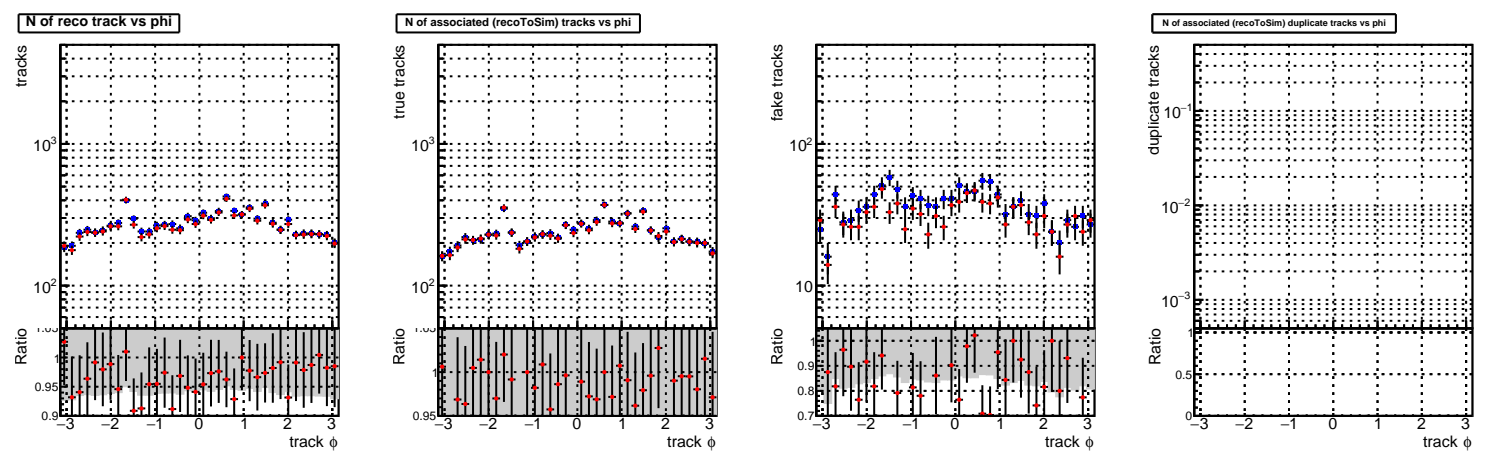 N of reco track vs phi
tracks
10³
10²
Ratio
1.05
1
0.95
0.9
−3 −2 −1 0 1 2 3
track ϕ
N of associated (recoToSim) tracks vs phi
true tracks
10³
10²
Ratio
1.05
1
0.95
−3 −2 −1 0 1 2 3
track ϕ
fake tracks
10²
10
Ratio
1
0.9
0.8
0.7
−3 −2 −1 0 1 2 3
track ϕ
N of associated (recoToSim) duplicate tracks vs phi
duplicate tracks
10⁻¹
10⁻²
10⁻³
Ratio
1
0.5
0
−3 −2 −1 0 1 2 3
track ϕ